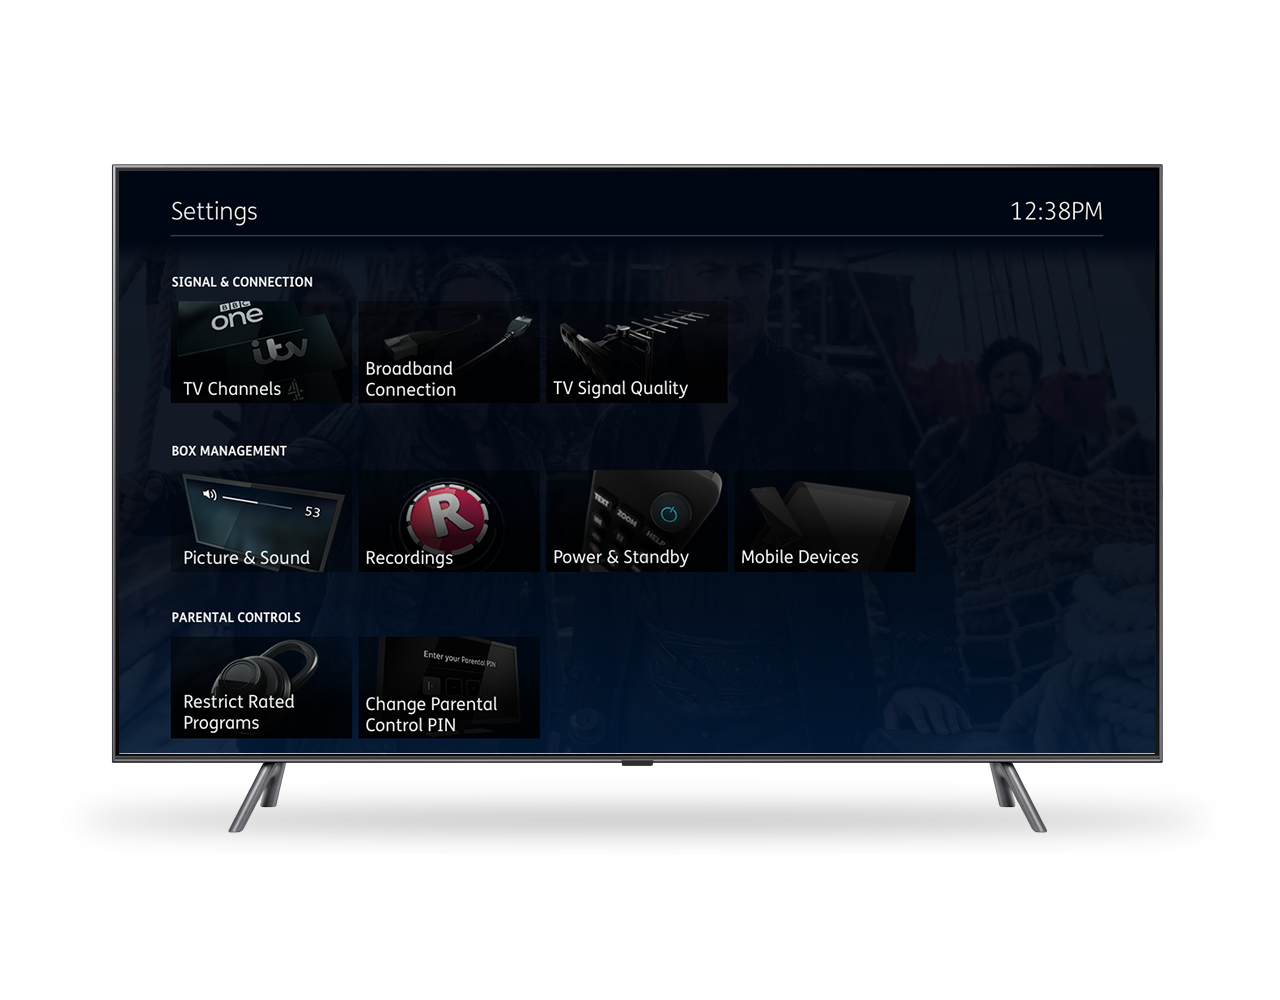 Settings
12:38PM
SIGNAL & CONNECTION
BBC
one
itv
4
TV Channels
Broadband
Connection
TV Signal Quality
BOX MANAGEMENT
53
Picture & Sound
R
Recordings
TEXT
ZOOM
HELP
Power & Standby
Mobile Devices
PARENTAL CONTROLS
Restrict Rated
Programs
Enter your Parental PIN
Change Parental
Control PIN